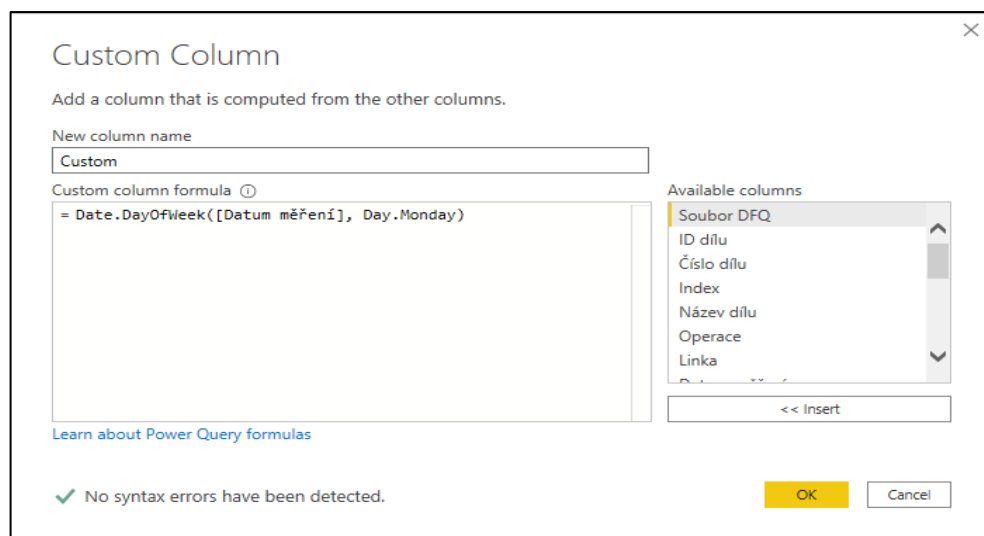 Custom Column
Add a column that is computed from the other columns.
New column name
Custom
Custom column formula
= Date.DayOfWeek([Datum měření], Day.Monday)
Available columns
Soubor DFQ
ID dílu
Číslo dílu
Index
Název dílu
Operace
Linka
<< Insert
Learn about Power Query formulas
No syntax errors have been detected.
OK
Cancel